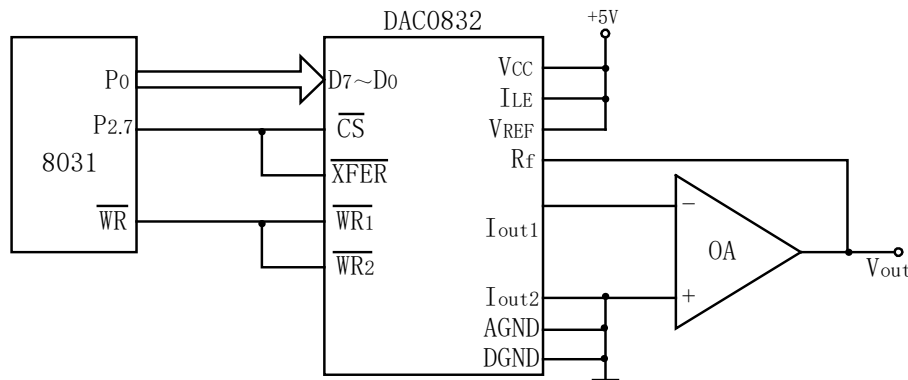 DAC0832
+5V
P0
D7～D0
VCC
ILE
P2.7
CS
VREF
Rf
8031
XFER
WR
WR1
Iout1
−
OA
WR2
Vout
Iout2
+
AGND
DGND